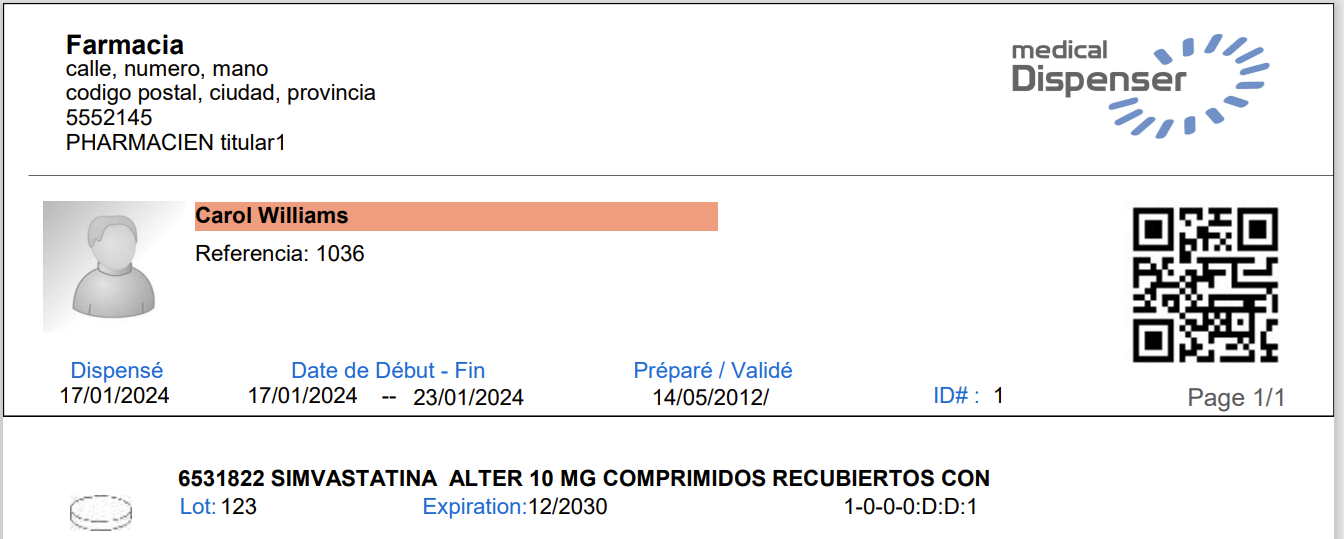 Farmacia
calle, numero, mano
codigo postal, ciudad, provincia
5552145
PHARMACIEN titular1
medical
Dispenser
Carol Williams
Referencia: 1036
Dispensé Date de Début - Fin Préparé / Validé
17/01/2024 17/01/2024 -- 23/01/2024 14/05/2012/ ID# : 1 Page 1/1
6531822 SIMVASTATINA ALTER 10 MG COMPRIMIDOS RECUBIERTOS CON
Lot: 123 Expiration:12/2030 1-0-0-0:D:D:1